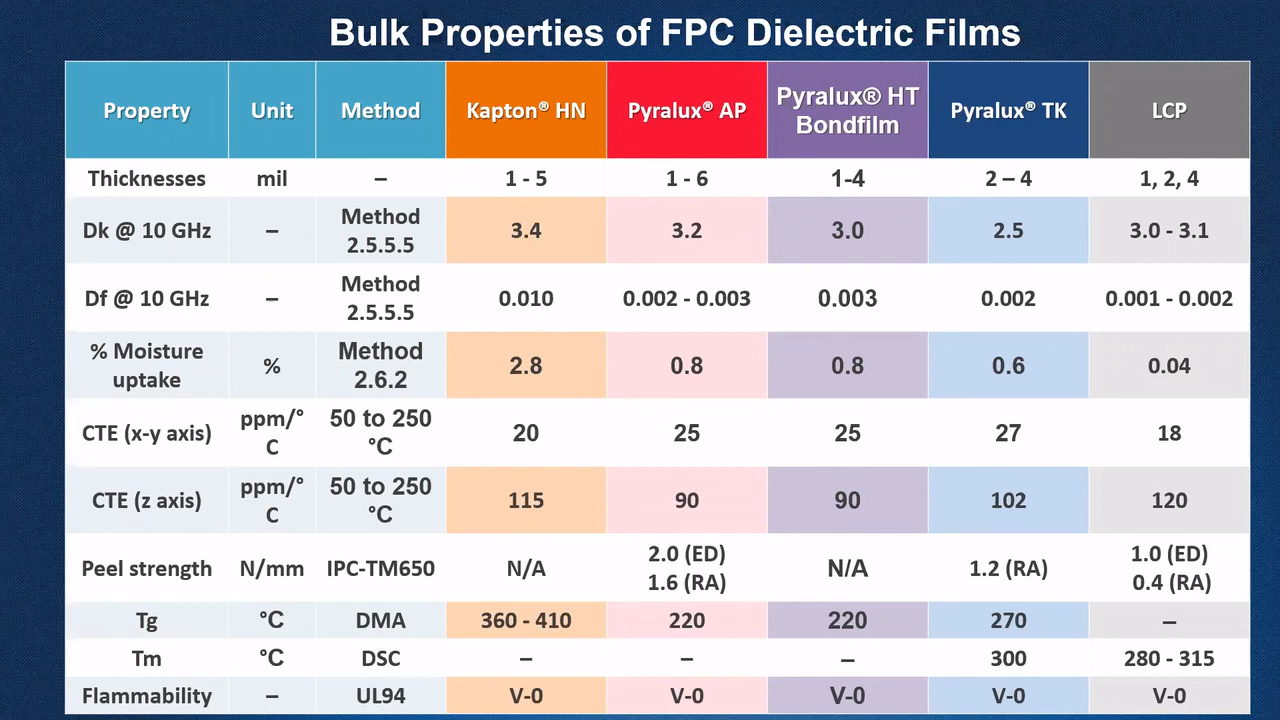 Bulk Properties of FPC Dielectric Films
Property Unit Method Kapton® HN Pyralux® AP Pyralux® HT Bondfilm Pyralux® TK LCP
Thicknesses mil – 1 - 5 1 - 6 1-4 2 – 4 1, 2, 4
Dk @ 10 GHz – Method 2.5.5.5 3.4 3.2 3.0 2.5 3.0 - 3.1
Df @ 10 GHz – Method 2.5.5.5 0.010 0.002 - 0.003 0.003 0.002 0.001 - 0.002
% Moisture uptake % Method 2.6.2 2.8 0.8 0.8 0.6 0.04
CTE (x-y axis) ppm/°C 50 to 250 °C 20 25 25 27 18
CTE (z axis) ppm/°C 50 to 250 °C 115 90 90 102 120
Peel strength N/mm IPC-TM650 N/A 2.0 (ED) 1.6 (RA) N/A 1.2 (RA) 1.0 (ED) 0.4 (RA)
Tg °C DMA 360 - 410 220 220 270 –
Tm °C DSC – – – 300 280 - 315
Flammability – UL94 V-0 V-0 V-0 V-0 V-0